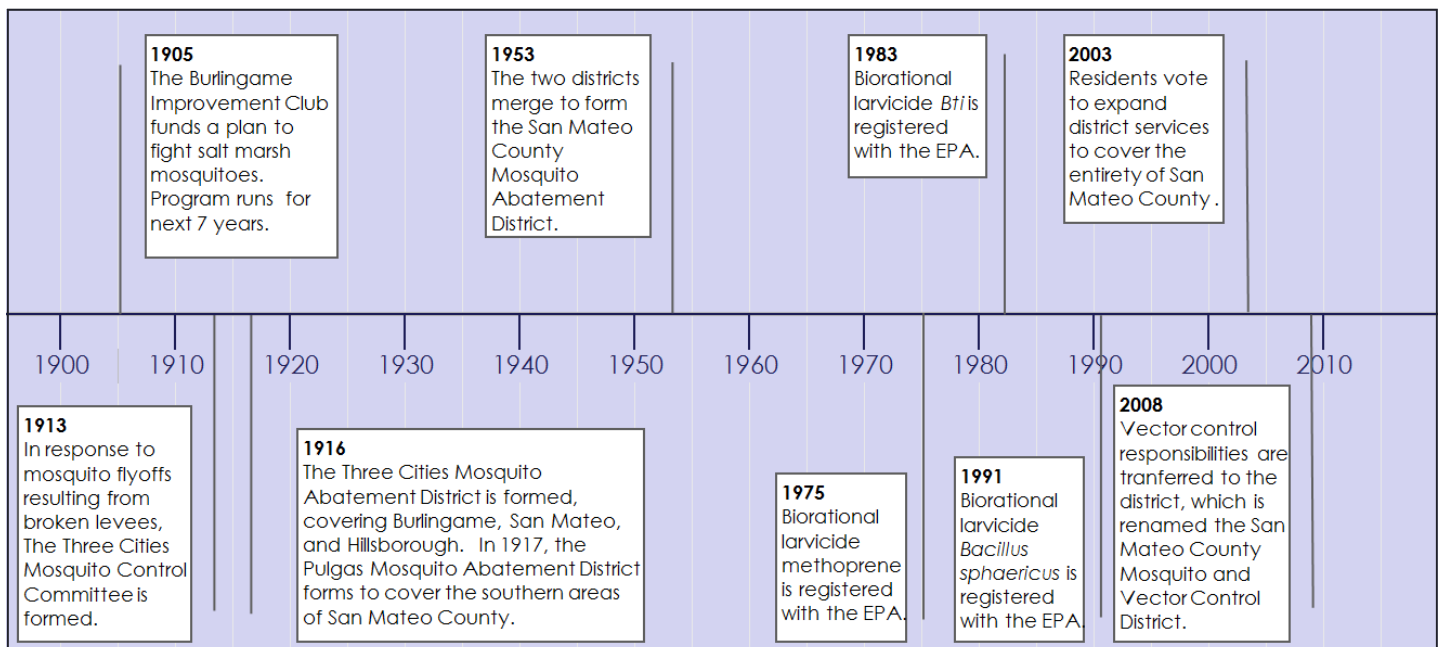 1905
The Burlingame
Improvement Club
funds a plan to
fight salt marsh
mosquitoes.
Program runs for
next 7 years.
1953
The two districts
merge to form
the San Mateo
County
Mosquito
Abatement
District.
1983
Biorational
larvicide Bti is
registered
with the EPA.
2003
Residents vote
to expand
district services
to cover the
entirety of San
Mateo County .
1900 1910 1920 1930 1940 1950 1960 1970 1980 1990 2000 2010
1913
In response to
mosquito flyoffs
resulting from
broken levees,
The Three Cities
Mosquito Control
Committee is
formed.
1916
The Three Cities Mosquito
Abatement District is formed,
covering Burlingame, San Mateo,
and Hillsborough. In 1917, the
Pulgas Mosquito Abatement District
forms to cover the southern areas
of San Mateo County.
1975
Biorational
larvicide
methoprene
is registered
with the EPA.
1991
Biorational
larvicide
Bacillus
sphaericus is
registered
with the EPA.
2008
Vector control
responsibilities are
tranferred to the
district, which is
renamed the San
Mateo County
Mosquito and
Vector Control
District.